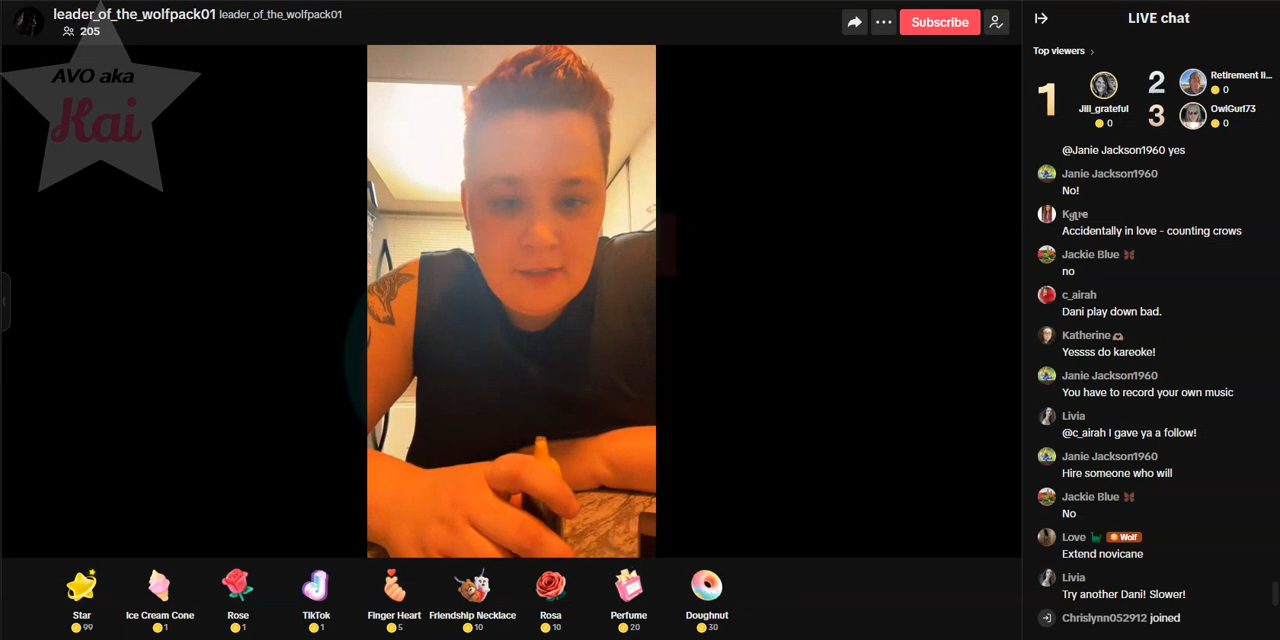 leader_of_the_wolfpack01 leader_of_the_wolfpack01
205
Subscribe
AVO aka
Kai
LIVE chat
Top viewers
1
Jill_grateful
0
2
Retirement li...
0
3
OwlGurl73
0
@Janie Jackson1960 yes
Janie Jackson1960
No!
Accidentally in love - counting crows
Jackie Blue
no
c_airah
Dani play down bad.
Katherine
Yessss do kareoke!
Janie Jackson1960
You have to record your own music
Livia
@c_airah I gave ya a follow!
Janie Jackson1960
Hire someone who will
Jackie Blue
No
Love Wolf
Extend novicane
Livia
Try another Dani! Slower!
Chrislynn052912 joined
Star
99
Ice Cream Cone
1
Rose
1
TikTok
1
Finger Heart
5
Friendship Necklace
10
Rosa
10
Perfume
20
Doughnut
30